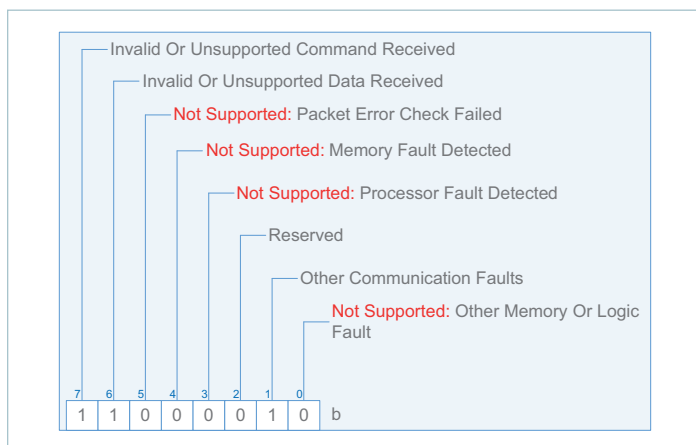 Invalid Or Unsupported Command Received
Invalid Or Unsupported Data Received
Not Supported: Packet Error Check Failed
Not Supported: Memory Fault Detected
Not Supported: Processor Fault Detected
Reserved
Other Communication Faults
Not Supported: Other Memory Or Logic
Fault
7 6 5 4 3 2 1 0
1 1 0 0 0 0 1 0 b